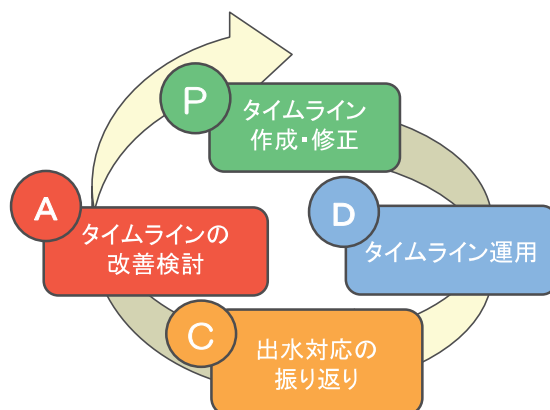 P
タイムライン
作成・修正
D
タイムライン運用
C
出水対応の
振り返り
A
タイムラインの
改善検討